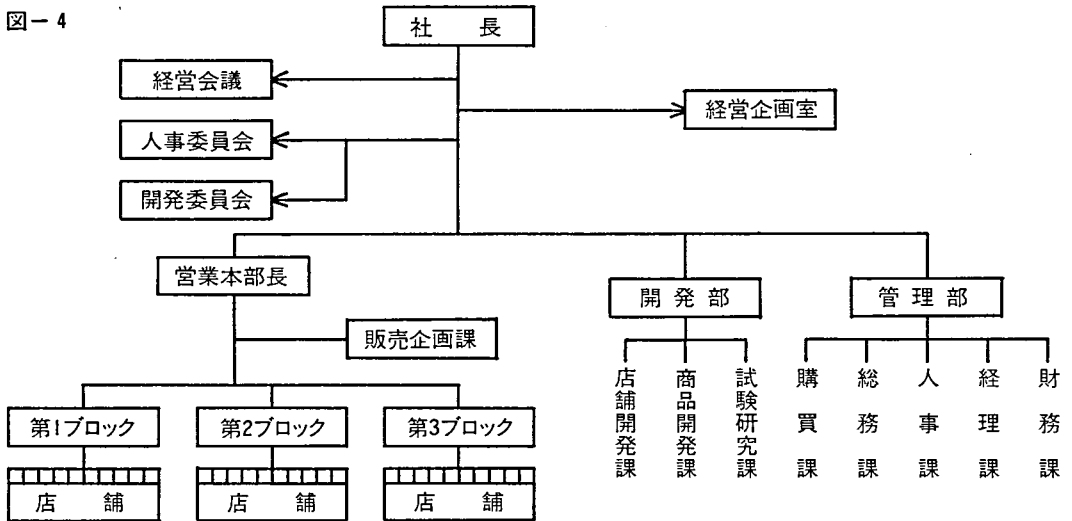 図-4
社 長
経営会議
経営企画室
人事委員会
開発委員会
営業本部長
開発部
管理部
販売企画課
店舗開発課
商品開発課
試験研究課
購買課
総務課
人事課
経理課
財務課
第1ブロック
第2ブロック
第3ブロック
店 舗
店 舗
店 舗